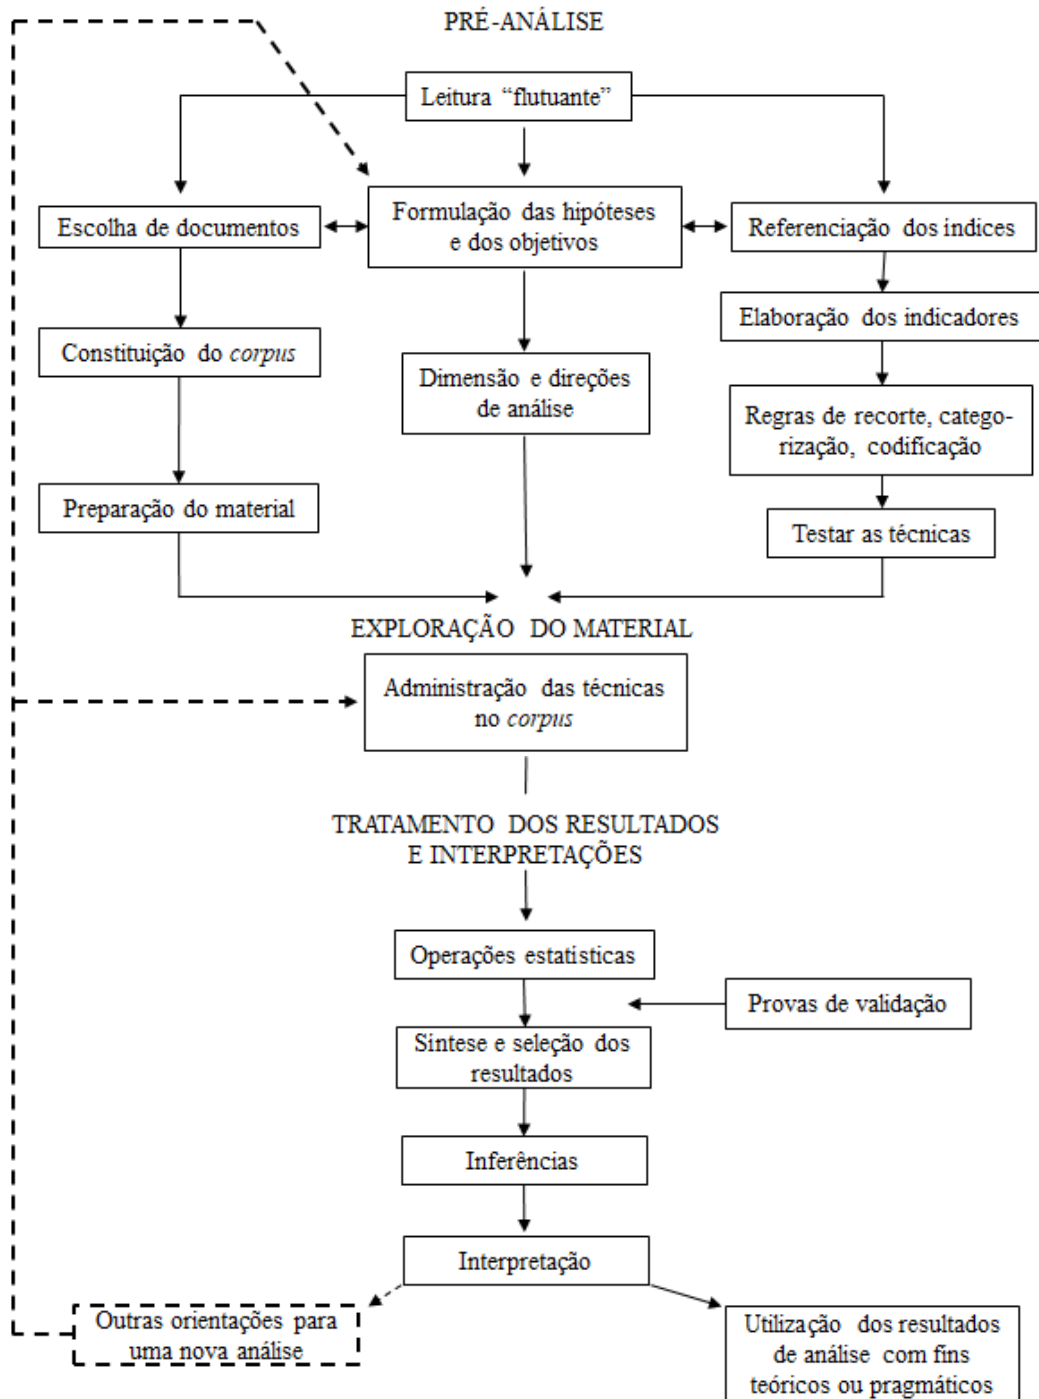 PRÉ-ANÁLISE
Leitura “flutuante”
Escolha de documentos
Formulação das hipóteses
e dos objetivos
Referenciação dos índices
Elaboração dos indicadores
Constituição do corpus
Dimensão e direções
de análise
Regras de recorte, catego-
rização, codificação
Preparação do material
Testar as técnicas
EXPLORAÇÃO DO MATERIAL
Administração das técnicas
no corpus
TRATAMENTO DOS RESULTADOS
E INTERPRETAÇÕES
Operações estatísticas
Provas de validação
Síntese e seleção dos
resultados
Inferências
Interpretação
Outras orientações para
uma nova análise
Utilização dos resultados
de análise com fins
teóricos ou pragmáticos